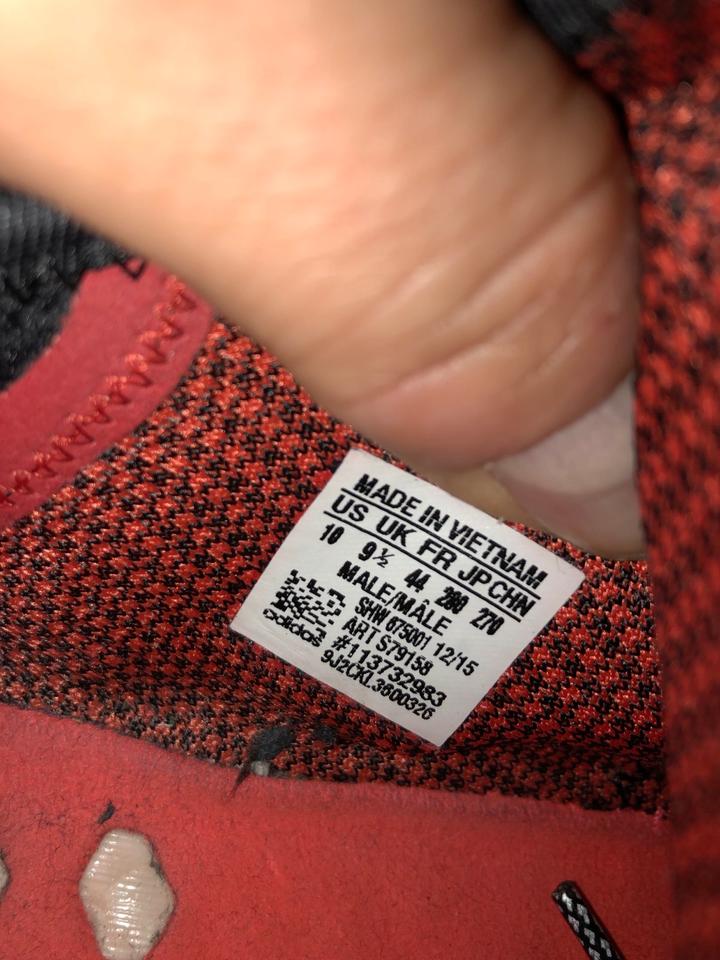 MADE IN VIETNAM
US UK FR JP CHN
10 9½ 44 280 270
MALE/MÂLE
SHW 675001 12/15
ART S79158
#113732983
9J2CKL3600326
adidas